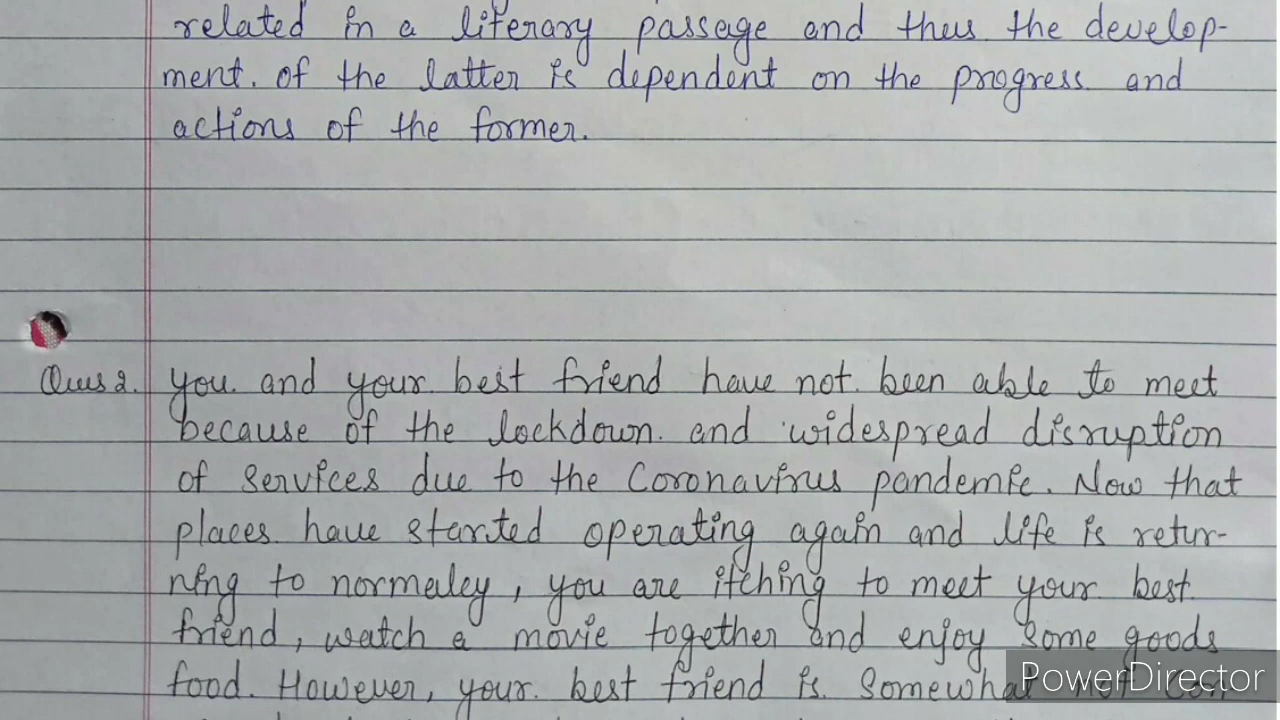 related in a literary passage and thus the develop-
ment. of the latter is dependent on the progress and
actions of the former.
Ques 2. you and your best friend have not been able to meet
because of the lockdown. and widespread disruption
of services due to the Coronavirus pandemic. Now that
places have started operating again and life is retur-
ning to normalcy, you are itching to meet your best
friend, watch a movie together and enjoy some goods
food. However, your best friend is somewhat not
PowerDirector